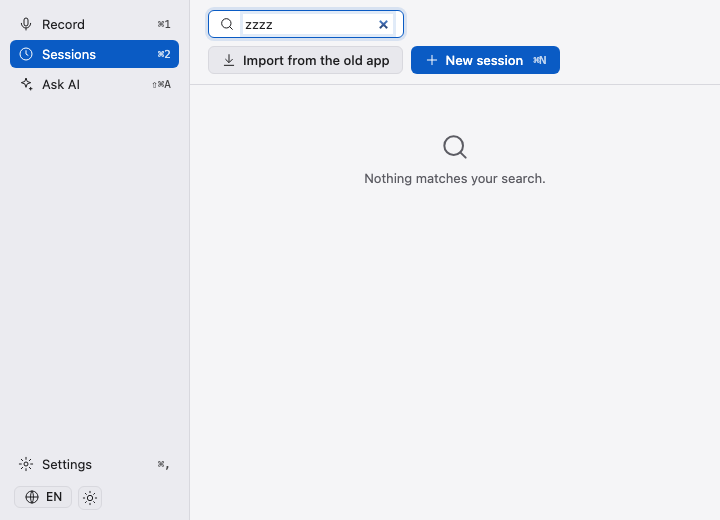 Record ⌘1
Sessions ⌘2
Ask AI ⇧⌘A
Settings ⌘,
EN
zzzz
Import from the old app
New session ⌘N
Nothing matches your search.